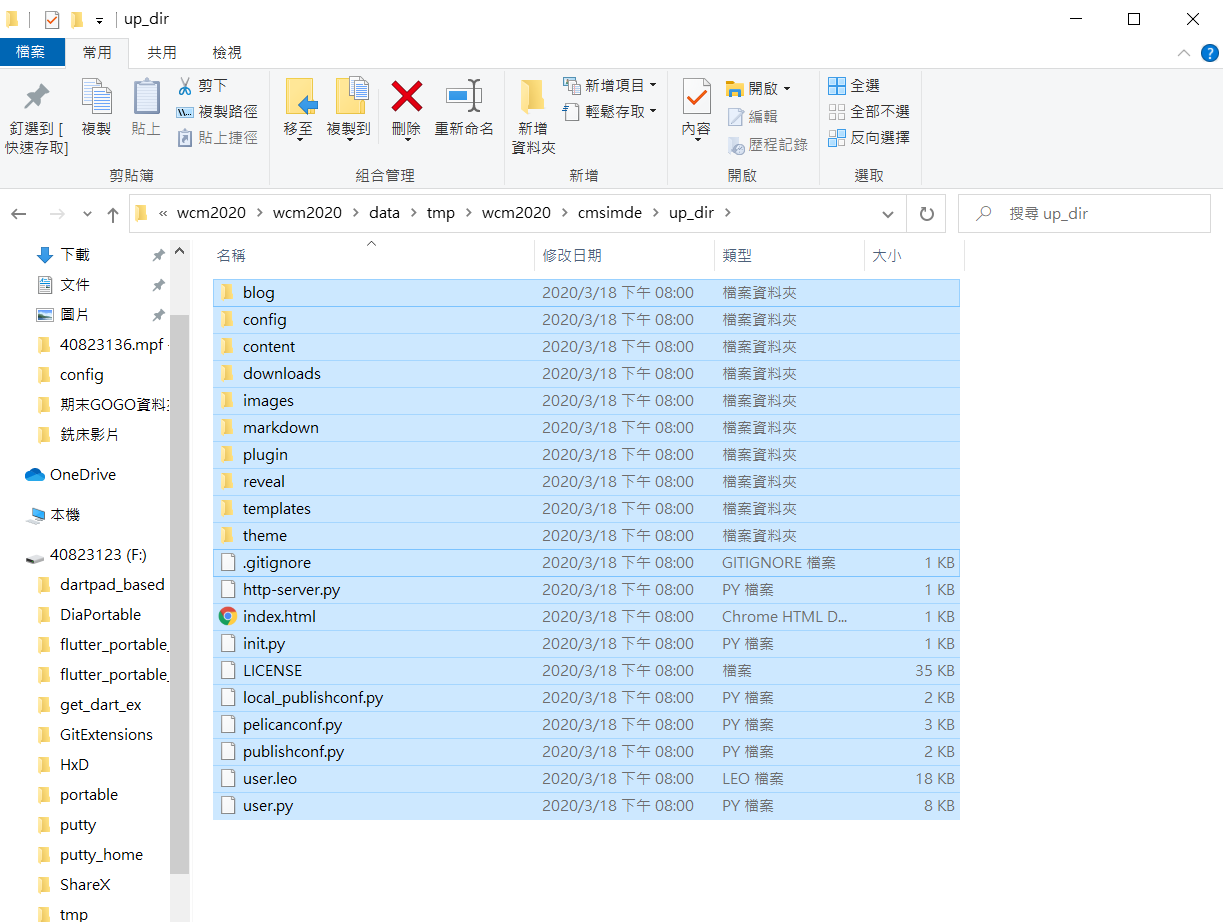 up_dir
檔案 常用 共用 檢視
釘選到 [
快速存取]
複製
貼上
剪下
複製路徑
貼上捷徑
剪貼簿
移至
複製到
刪除
重新命名
組合管理
新增
資料夾
新增項目
輕鬆存取
新增
內容
開啟
編輯
歷程記錄
開啟
全選
全部不選
反向選擇
選取
« wcm2020 > wcm2020 > data > tmp > wcm2020 > cmsimde > up_dir >
搜尋 up_dir
下載
文件
圖片
40823136.mpf
config
期末GOGO資料
銑床影片
OneDrive
本機
40823123 (F:)
dartpad_based
DiaPortable
flutter_portable_
flutter_portable_
get_dart_ex
GitExtensions
HxD
portable
putty
putty_home
ShareX
tmp
名稱 修改日期 類型 大小
blog 2020/3/18 下午 08:00 檔案資料夾
config 2020/3/18 下午 08:00 檔案資料夾
content 2020/3/18 下午 08:00 檔案資料夾
downloads 2020/3/18 下午 08:00 檔案資料夾
images 2020/3/18 下午 08:00 檔案資料夾
markdown 2020/3/18 下午 08:00 檔案資料夾
plugin 2020/3/18 下午 08:00 檔案資料夾
reveal 2020/3/18 下午 08:00 檔案資料夾
templates 2020/3/18 下午 08:00 檔案資料夾
theme 2020/3/18 下午 08:00 檔案資料夾
.gitignore 2020/3/18 下午 08:00 GITIGNORE 檔案 1 KB
http-server.py 2020/3/18 下午 08:00 PY 檔案 1 KB
index.html 2020/3/18 下午 08:00 Chrome HTML D... 1 KB
init.py 2020/3/18 下午 08:00 PY 檔案 1 KB
LICENSE 2020/3/18 下午 08:00 檔案 35 KB
local_publishconf.py 2020/3/18 下午 08:00 PY 檔案 2 KB
pelicanconf.py 2020/3/18 下午 08:00 PY 檔案 3 KB
publishconf.py 2020/3/18 下午 08:00 PY 檔案 2 KB
user.leo 2020/3/18 下午 08:00 LEO 檔案 18 KB
user.py 2020/3/18 下午 08:00 PY 檔案 8 KB